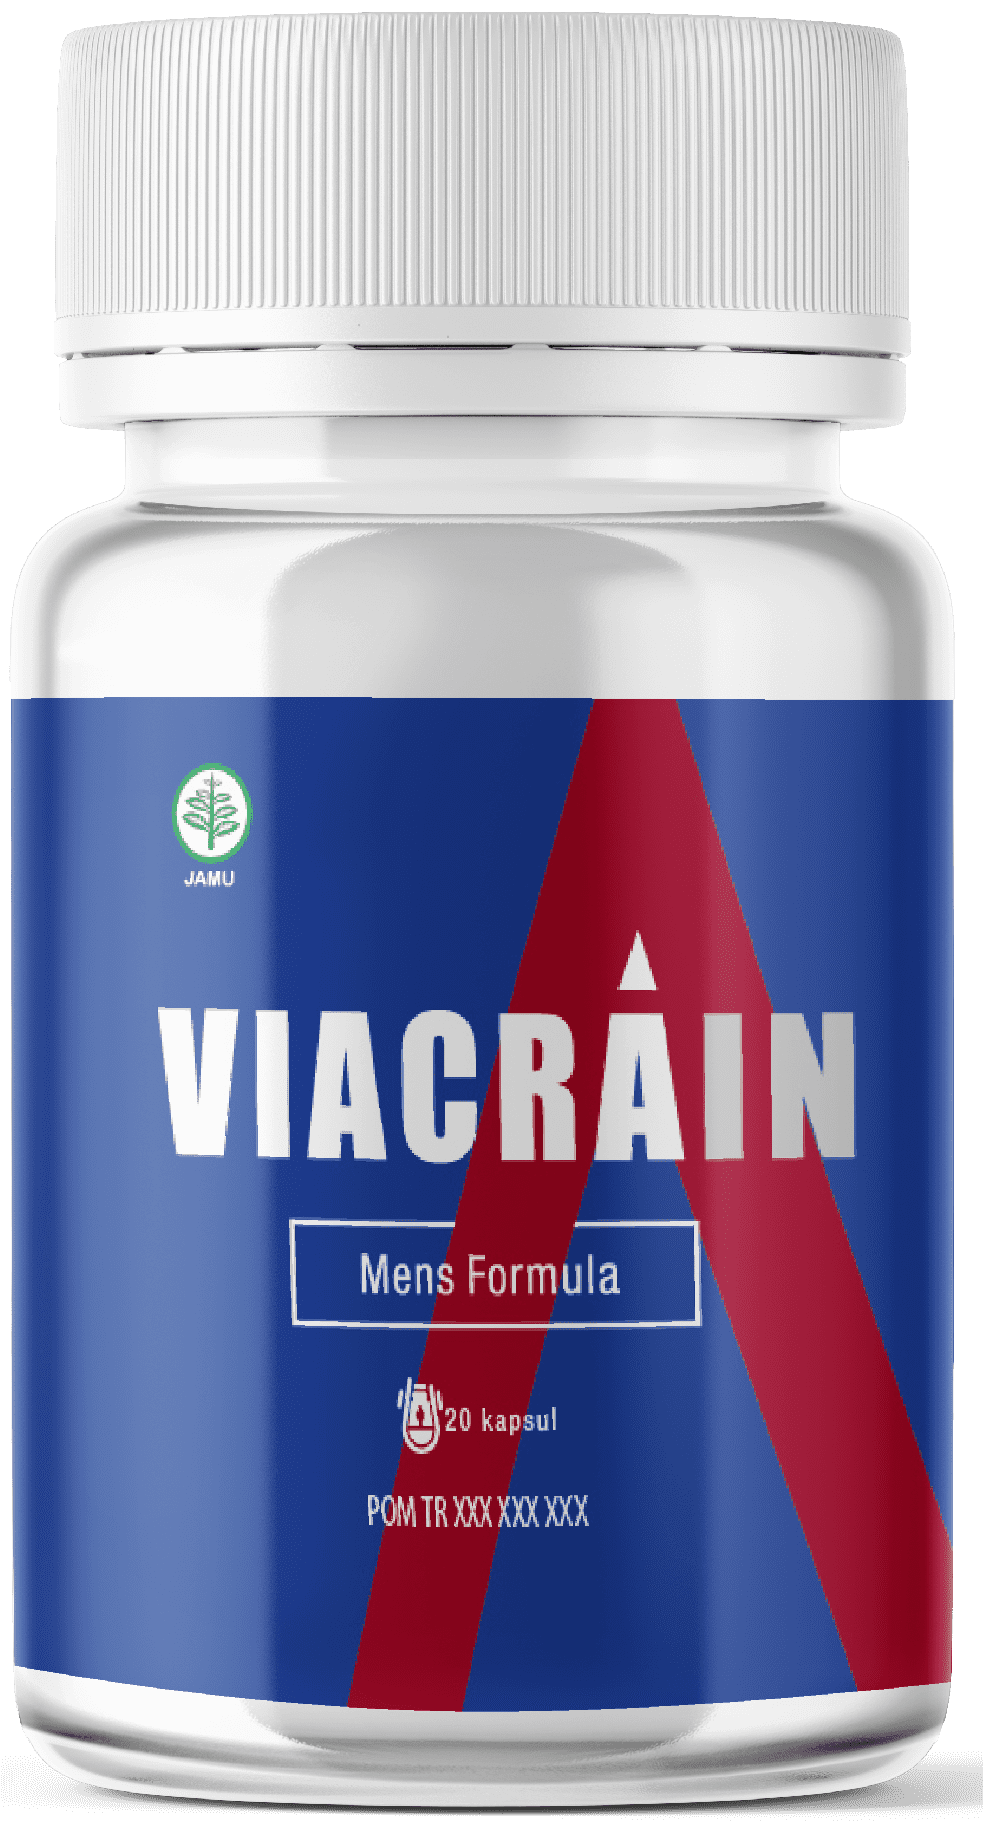 JAMU
VIACRAIN
Mens Formula
20 kapsul
POM TR XXX XXX XXX